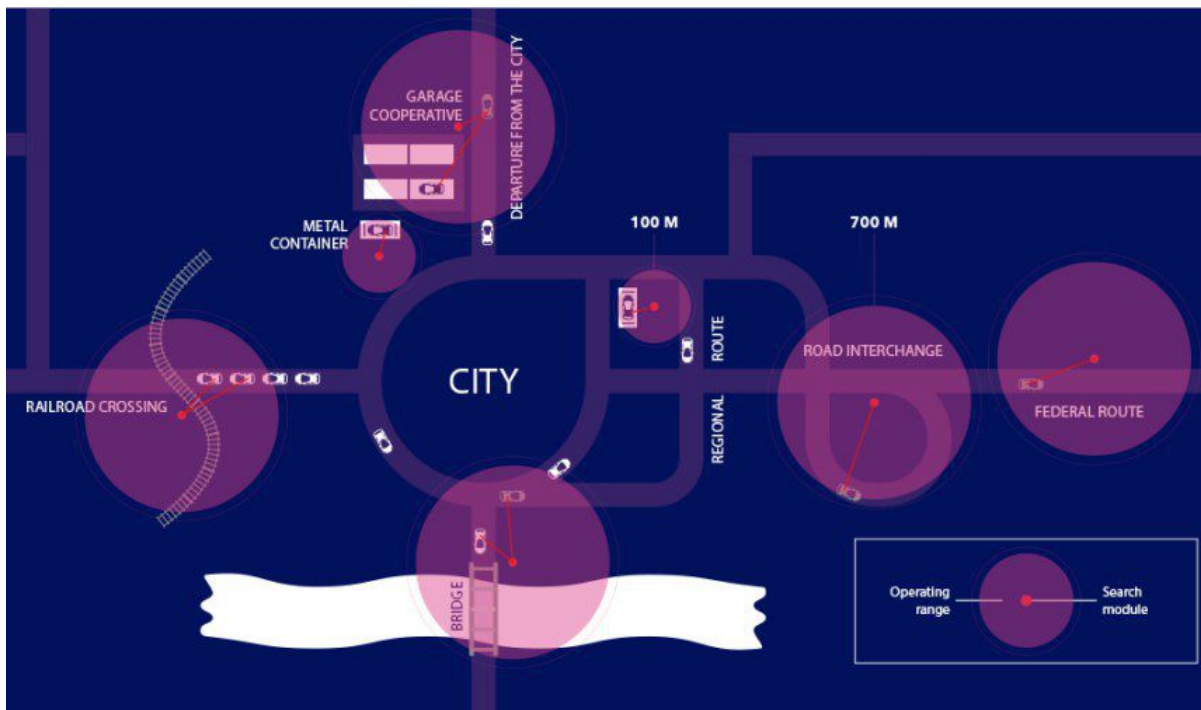 GARAGE
COOPERATIVE
DEPARTURE FROM THE CITY
METAL
CONTAINER
100 M
700 M
CITY
REGIONAL ROUTE
ROAD INTERCHANGE
FEDERAL ROUTE
RAILROAD CROSSING
BRIDGE
Operating
range
Search
module